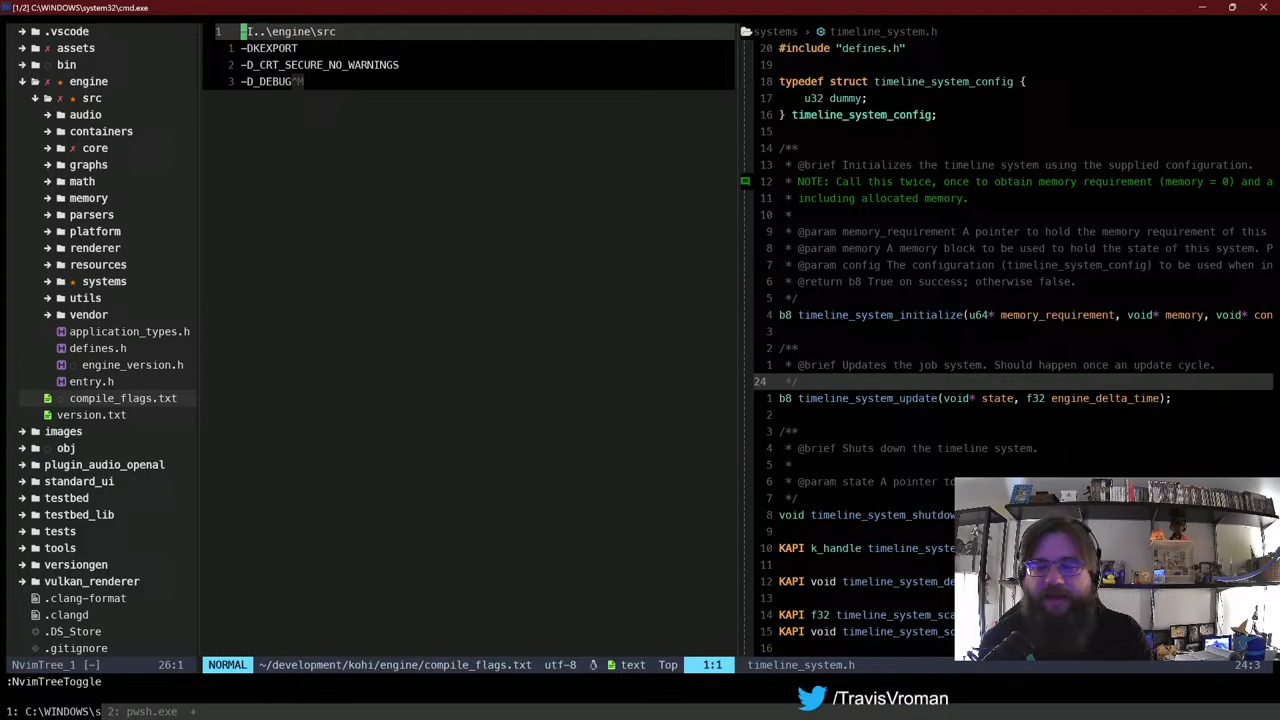 [1/2] C:\WINDOWS\system32\cmd.exe
.vscode
assets
bin
engine
src
audio
containers
core
graphs
math
memory
parsers
platform
renderer
resources
systems
utils
vendor
application_types.h
defines.h
engine_version.h
entry.h
compile_flags.txt
version.txt
images
obj
plugin_audio_openal
standard_ui
testbed
testbed_lib
tests
tools
versiongen
vulkan_renderer
.clang-format
.clangd
.DS_Store
.gitignore
1 -I..\engine\src
1 -DKEXPORT
2 -D_CRT_SECURE_NO_WARNINGS
3 -D_DEBUG^M
systems › timeline_system.h
20 #include "defines.h"
19
18 typedef struct timeline_system_config {
17 u32 dummy;
16 } timeline_system_config;
15
14 /**
13 * @brief Initializes the timeline system using the supplied configuration.
12 * NOTE: Call this twice, once to obtain memory requirement (memory = 0) and a
11 * including allocated memory.
10 *
9 * @param memory_requirement A pointer to hold the memory requirement of this
8 * @param memory A memory block to be used to hold the state of this system. P
7 * @param config The configuration (timeline_system_config) to be used when in
6 * @return b8 True on success; otherwise false.
5 */
4 b8 timeline_system_initialize(u64* memory_requirement, void* memory, void* con
3
2 /**
1 * @brief Updates the job system. Should happen once an update cycle.
24 */
1 b8 timeline_system_update(void* state, f32 engine_delta_time);
2
3 /**
4 * @brief Shuts down the timeline system.
5 *
6 * @param state A pointer to
7 */
8 void timeline_system_shutdow
9
10 KAPI k_handle timeline_syste
11
12 KAPI void timeline_system_de
13
14 KAPI f32 timeline_system_sca
15 KAPI void timeline_system_sc
16
NvimTree_1 [-] 26:1
NORMAL ~/development/kohi/engine/compile_flags.txt utf-8 text Top 1:1
timeline_system.h 24:3
:NvimTreeToggle
/TravisVroman
1: C:\WINDOWS\s 2: pwsh.exe +